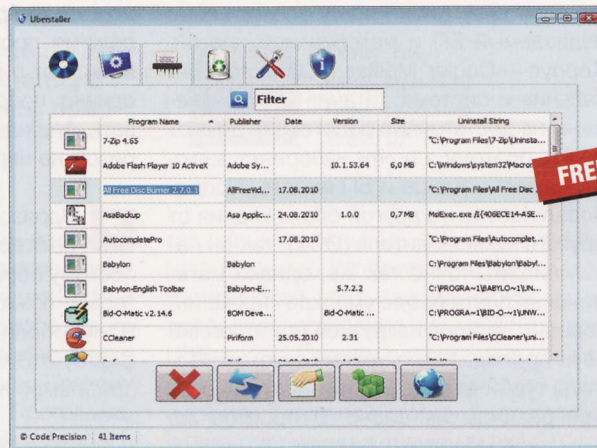 Uberstaller
Filter
Program Name Publisher Date Version Size Uninstall String
7-Zip 4.65 "C:\Program Files\7-Zip\Uninsta...
Adobe Flash Player 10 ActiveX Adobe Sy... 10.1.53.64 6,0 MB C:\Windows\system32\Macro
FREE
All Free Disc Burner 2.7.0.1 AllFreeVid... 17.08.2010 "C:\Program Files\All Free Disc
AsaBackup Asa Applic... 24.08.2010 1.0.0 0,7 MB MsiExec.exe /I{406ECE14-A5E...
AutocompletePro 17.08.2010 "C:\Program Files\Autocomplet...
Babylon Babylon C:\Program Files\Babylon\Babyl...
Babylon-English Toolbar Babylon-E... 5.7.2.2 C:\PROGRA~1\BABYLO~1\UN...
Bid-O-Matic v2.14.6 BOM Deve... Bid-O-Matic ... C:\PROGRA~1\BID-O~1\UNW...
CCleaner Piriform 25.05.2010 2.31 "C:\Program Files\CCleaner\uni...
© Code Precision 41 Items